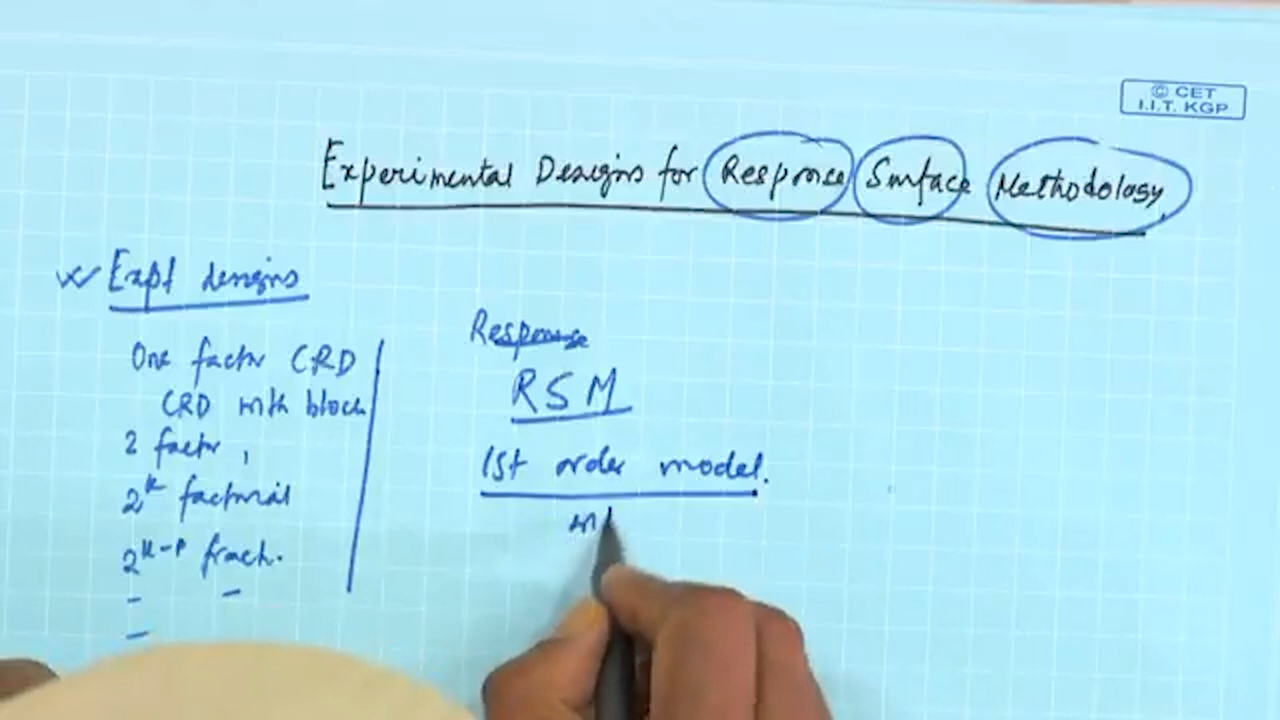 © CET
I.I.T. KGP
Experimental Designs for Response Surface Methodology
Expt designs
One factor CRD
CRD with block
2 factor,
2^k factorial
2^k-p frach.
Response
RSM
1st order model.